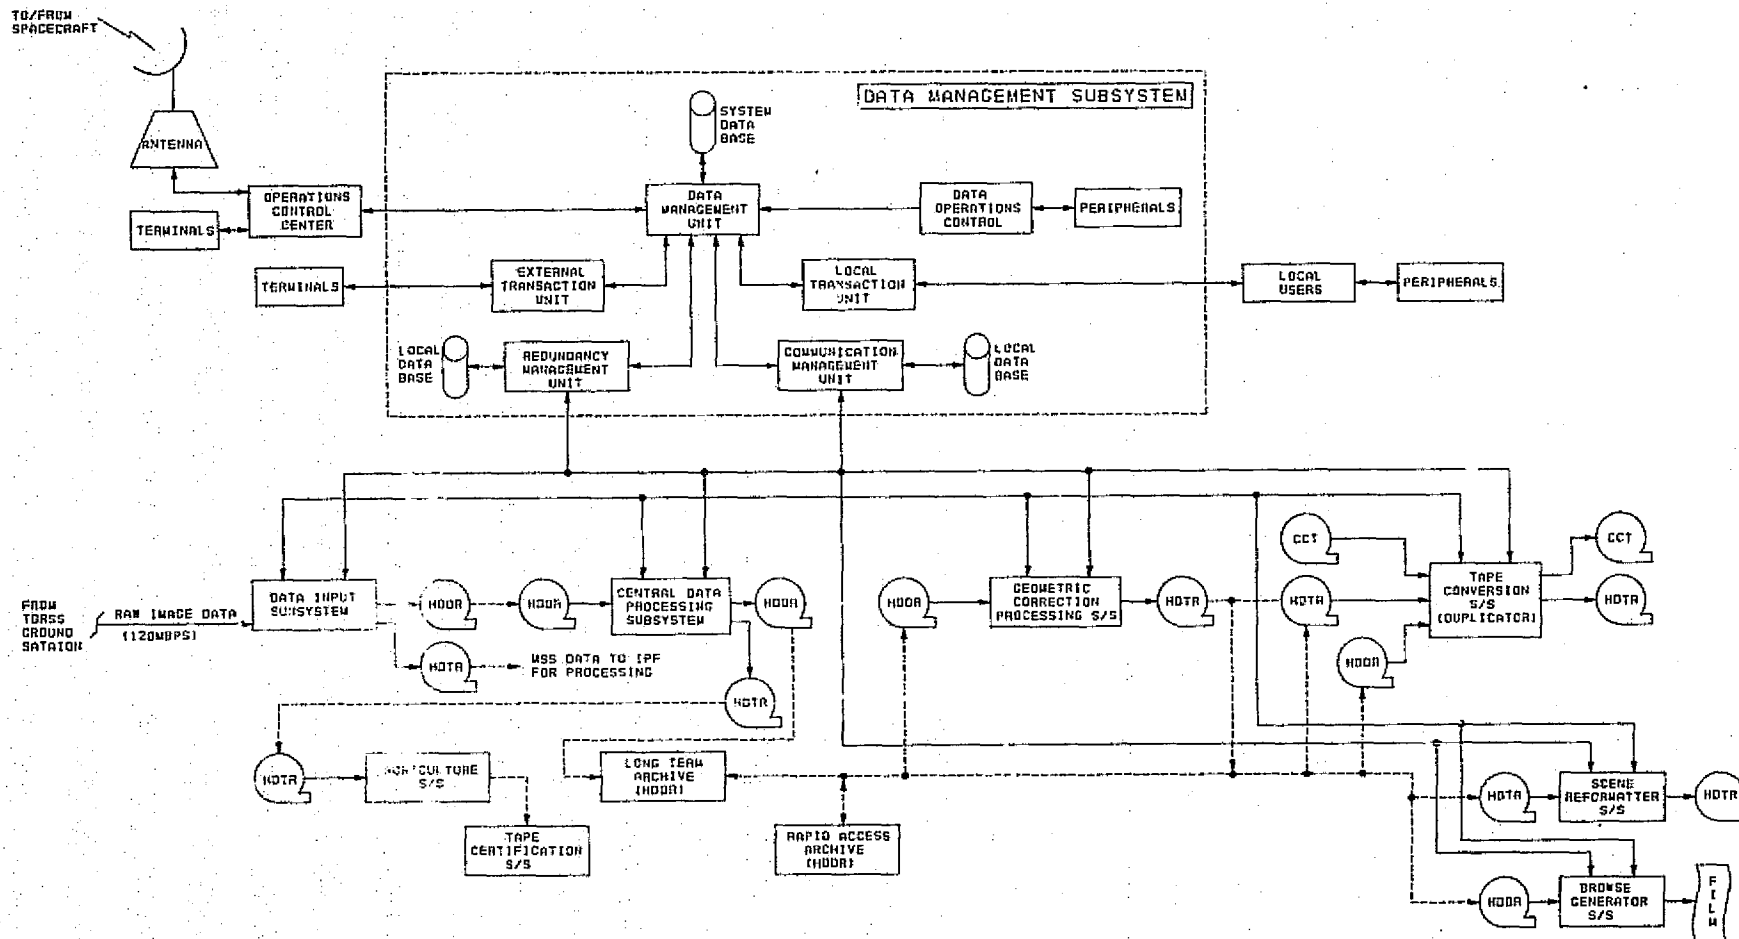 TO/FROM
SPACECRAFT
DATA MANAGEMENT SUBSYSTEM
SYSTEM
DATA
BASE
ANTENNA
OPERATIONS
CONTROL
CENTER
TERMINALS
DATA
MANAGEMENT
UNIT
DATA
OPERATIONS
CONTROL
PERIPHERALS
TERMINALS
EXTERNAL
TRANSACTION
UNIT
LOCAL
TRANSACTION
UNIT
LOCAL
USERS
PERIPHERALS
LOCAL
DATA
BASE
REDUNDANCY
MANAGEMENT
UNIT
COMMUNICATION
MANAGEMENT
UNIT
LOCAL
DATA
BASE
FROM
TDRSS
GROUND
SATAION
RAW IMAGE DATA
(120MBPS)
DATA INPUT
SUBSYSTEM
HDDR
HDDR
CENTRAL DATA
PROCESSING
SUBSYSTEM
HDDR
HDTR
MSS DATA TO IPF
FOR PROCESSING
HDTR
HDDR
GEOMETRIC
CORRECTION
PROCESSING S/S
HDTR
HDTR
CCT
HDDR
TAPE
CONVERSION
S/S
(DUPLICATOR)
CCT
HDTR
HDTR
AGRICULTURE
S/S
TAPE
CERTIFICATION
S/S
LONG TERM
ARCHIVE
(HDDR)
RAPID ACCESS
ARCHIVE
(HDDR)
HDTR
SCENE
REFORMATTER
S/S
HDTR
HDDR
BROWSE
GENERATOR
S/S
FILM